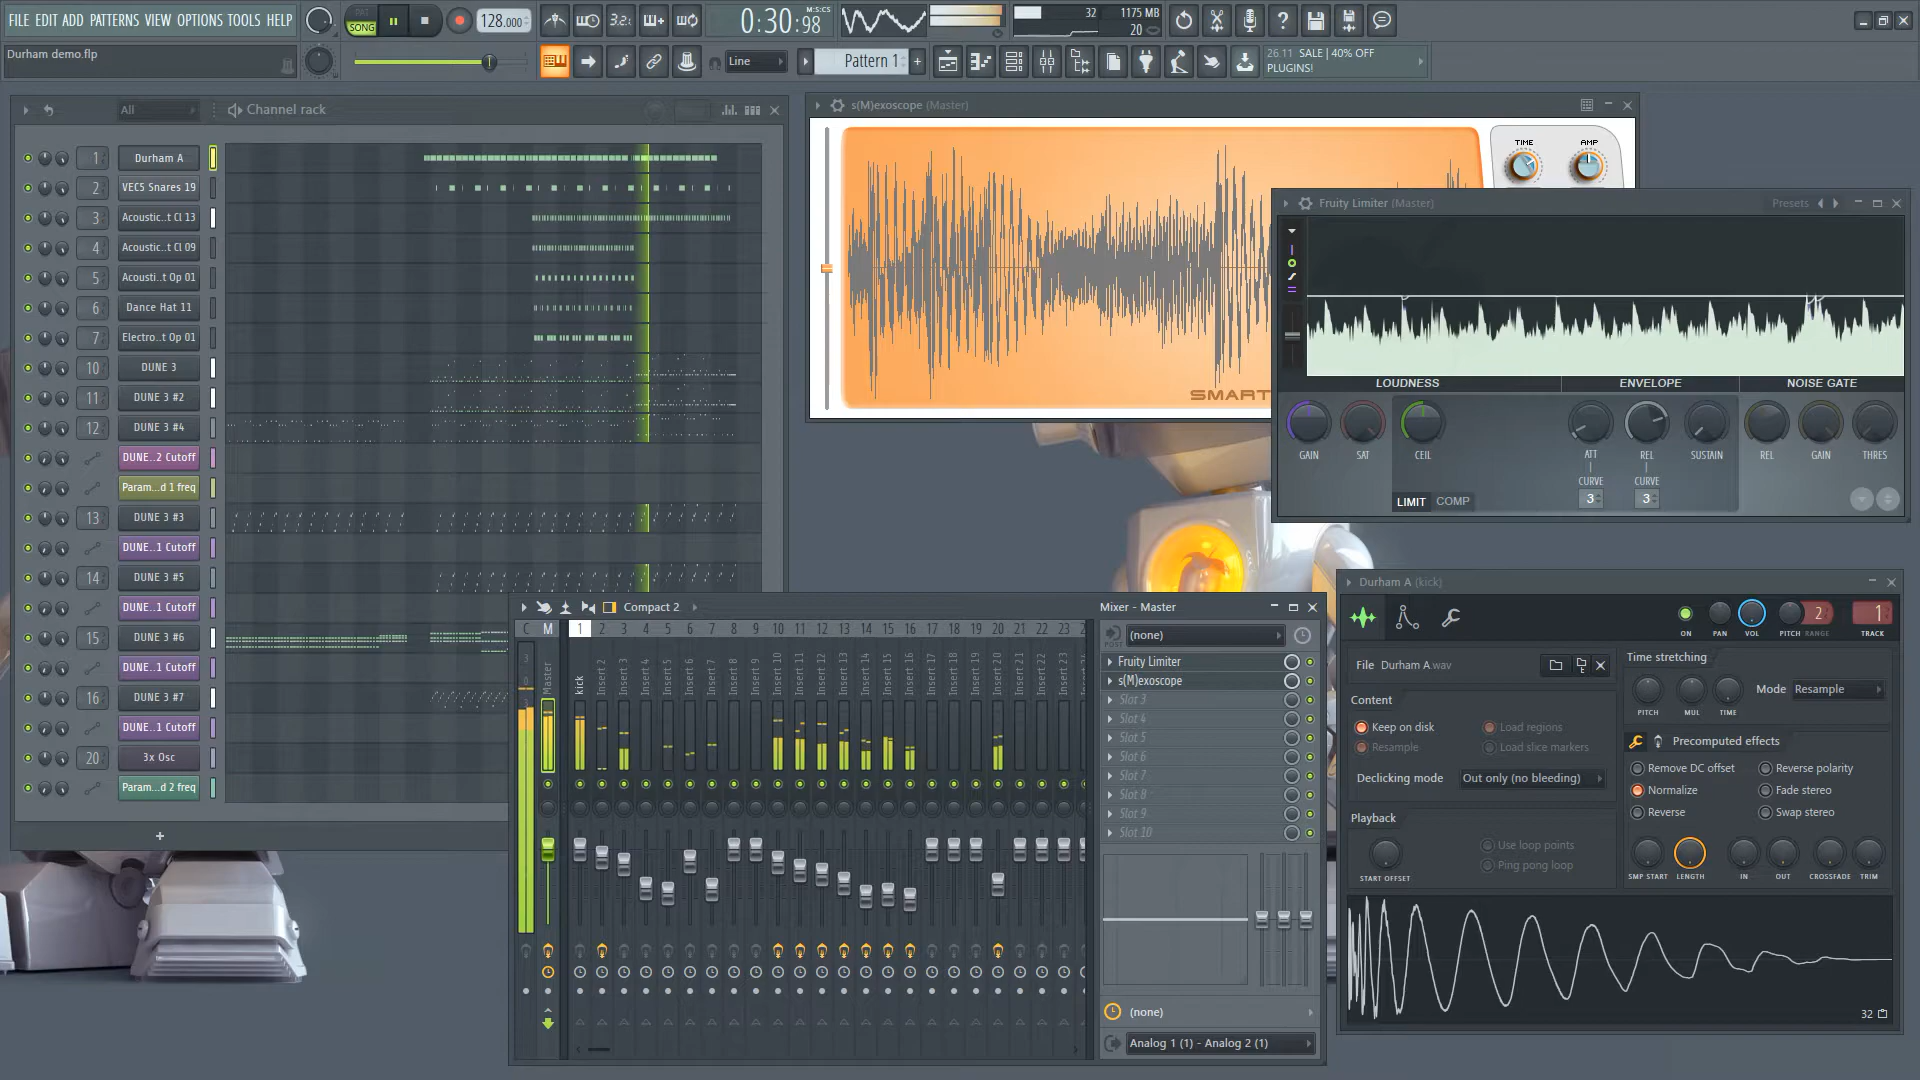 FILE EDIT ADD PATTERNS VIEW OPTIONS TOOLS HELP
PAT
SONG
128.000
3.2.
0:30:98
M:S:CS
32
1175 MB
20
Durham demo.flp
Line
Pattern 1
+
26.11 SALE | 40% OFF
PLUGINS!
All
Channel rack
1 Durham A
2 VEC5 Snares 19
3 Acoustic..t Cl 13
4 Acoustic..t Cl 09
5 Acousti..t Op 01
6 Dance Hat 11
7 Electro..t Op 01
10 DUNE 3
11 DUNE 3 #2
12 DUNE 3 #4
DUNE..2 Cutoff
Param...d 1 freq
13 DUNE 3 #3
DUNE..1 Cutoff
14 DUNE 3 #5
DUNE..1 Cutoff
15 DUNE 3 #6
DUNE..1 Cutoff
16 DUNE 3 #7
DUNE..1 Cutoff
20 3x Osc
Param...d 2 freq
+
s(M)exoscope (Master)
TIME
AMP
SMART
Fruity Limiter (Master)
Presets
LOUDNESS
ENVELOPE
NOISE GATE
GAIN
SAT
CEIL
ATT
REL
SUSTAIN
REL
GAIN
THRES
CURVE
CURVE
3
3
LIMIT
COMP
Compact 2
Mixer - Master
C M 1 2 3 4 5 6 7 8 9 10 11 12 13 14 15 16 17 18 19 20 21 22 23
Master
kick
Insert 2
Insert 3
Insert 4
Insert 5
Insert 6
Insert 7
Insert 8
Insert 9
Insert 10
Insert 11
Insert 12
Insert 13
Insert 14
Insert 15
Insert 16
Insert 17
Insert 18
Insert 19
Insert 20
Insert 21
Insert 22
Insert 23
(none)
Fruity Limiter
s(M)exoscope
Slot 3
Slot 4
Slot 5
Slot 6
Slot 7
Slot 8
Slot 9
Slot 10
(none)
Analog 1 (1) - Analog 2 (1)
Durham A (kick)
ON
PAN
VOL
PITCH
RANGE
2
1
TRACK
File Durham A.wav
Content
Keep on disk
Resample
Load regions
Load slice markers
Declicking mode
Out only (no bleeding)
Playback
START OFFSET
Use loop points
Ping pong loop
Time stretching
PITCH
MUL
TIME
Mode
Resample
Precomputed effects
Remove DC offset
Normalize
Reverse
Reverse polarity
Fade stereo
Swap stereo
SMP START
LENGTH
IN
OUT
CROSSFADE
TRIM
32